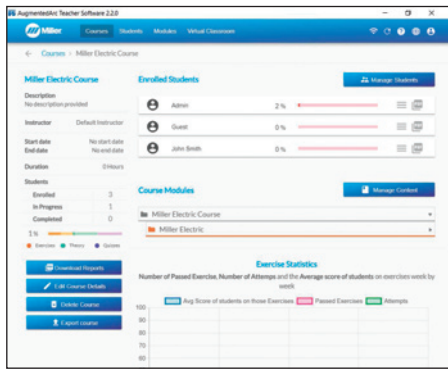 AugmentedArc Teacher Software 2.2.0
Miller
Courses Students Modules Virtual Classroom
← Courses > Miller Electric Course
Miller Electric Course
Description
No description provided
Instructor Default Instructor
Start date No start date
End date No end date
Duration 0 Hours
Students
Enrolled 3
In Progress 1
Completed 0
1 %
Exercises Theory Quizzes
Download Reports
Edit Course Details
Delete Course
Export course
Enrolled Students
Manage Students
Admin 2 %
Guest 0 %
John Smith 0 %
Course Modules
Manage Content
Miller Electric Course
Miller Electric
Exercise Statistics
Number of Passed Exercise, Number of Attemps and the Average score of students on exercises week by
week
Avg Score of students on those Exercises Passed Exercises Attempts
100
90
80
70
60